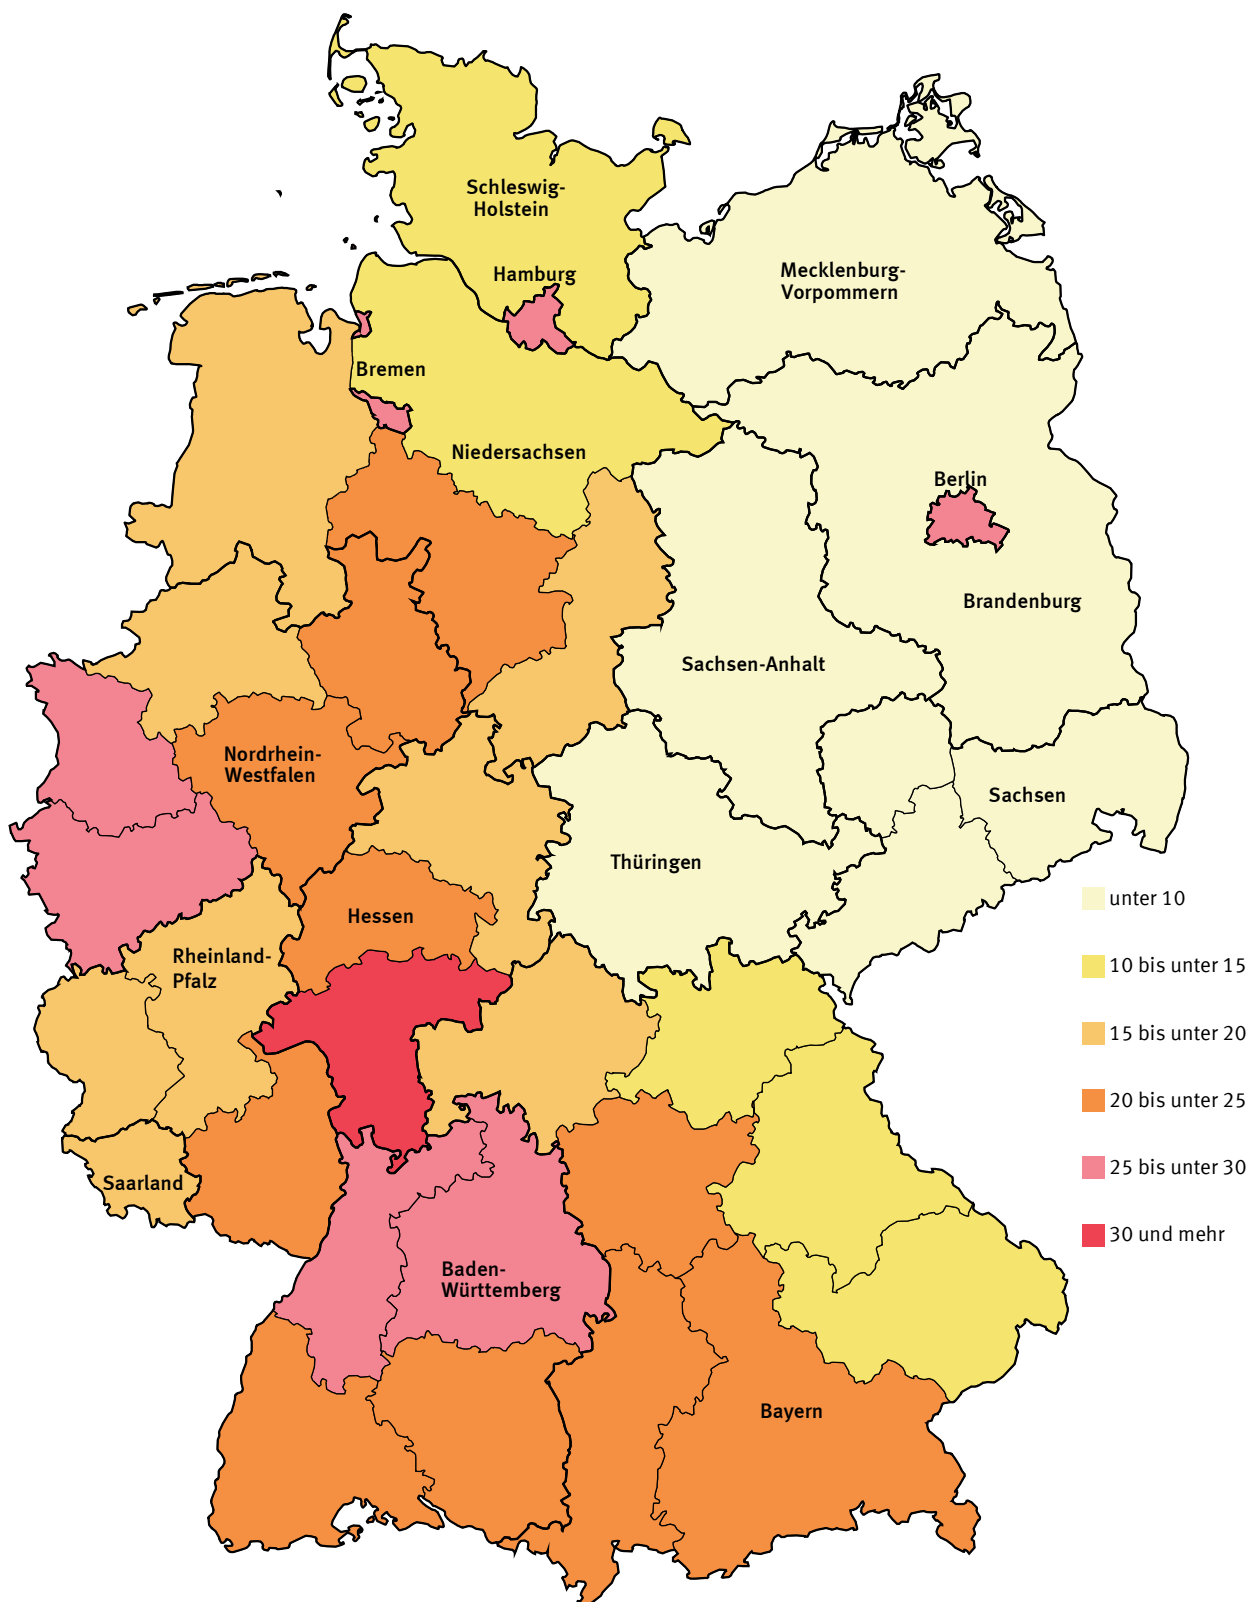 Schleswig-
Holstein
Hamburg
Mecklenburg-
Vorpommern
Bremen
Niedersachsen
Berlin
Brandenburg
Sachsen-Anhalt
Nordrhein-
Westfalen
Sachsen
Thüringen
Hessen
Rheinland-
Pfalz
Saarland
Baden-
Württemberg
Bayern
unter 10
10 bis unter 15
15 bis unter 20
20 bis unter 25
25 bis unter 30
30 und mehr